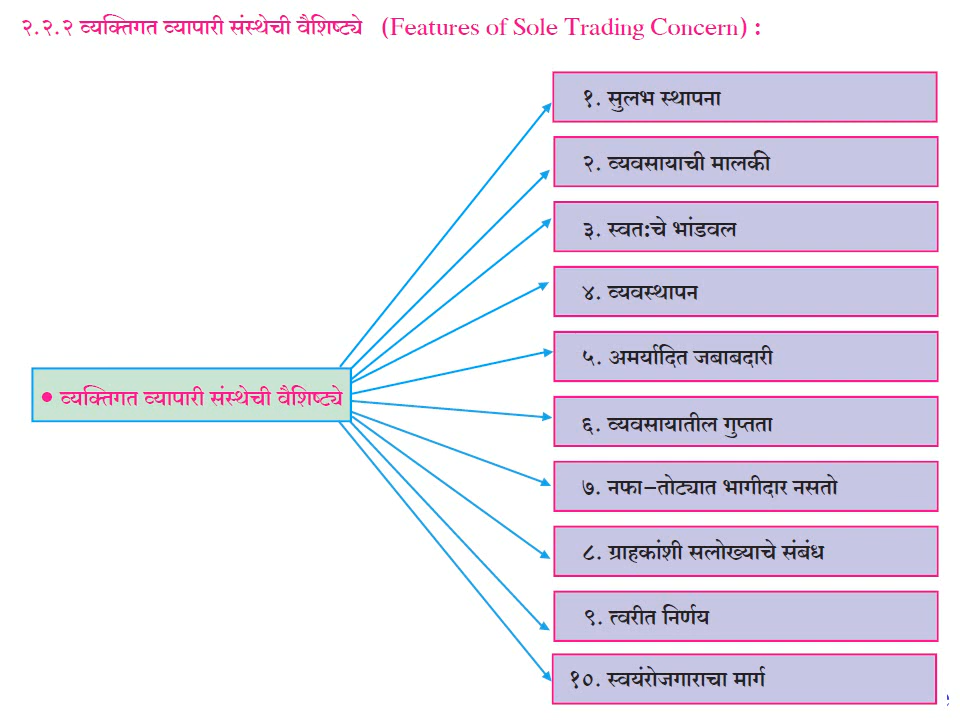 २.२.२ व्यक्तिगत व्यापारी संस्थेची वैशिष्ट्ये (Features of Sole Trading Concern) :
• व्यक्तिगत व्यापारी संस्थेची वैशिष्ट्ये
१. सुलभ स्थापना
२. व्यवसायाची मालकी
३. स्वत:चे भांडवल
४. व्यवस्थापन
५. अमर्यादित जबाबदारी
६. व्यवसायातील गुप्तता
७. नफा–तोट्यात भागीदार नसतो
८. ग्राहकांशी सलोख्याचे संबंध
९. त्वरीत निर्णय
१०. स्वयंरोजगाराचा मार्ग